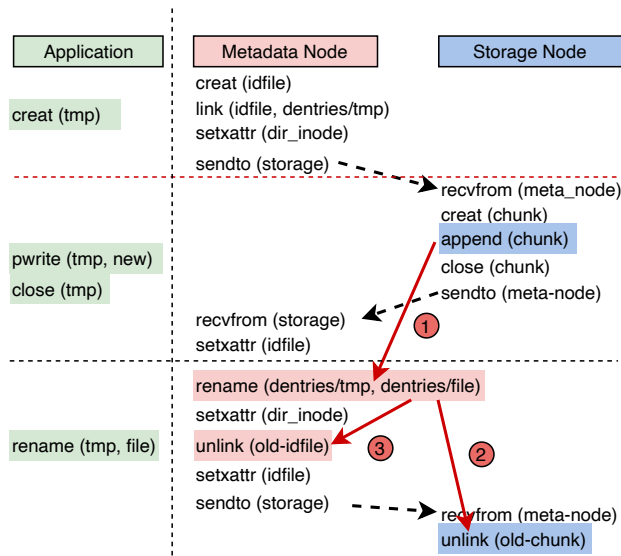 Application
Metadata Node
Storage Node
creat (idfile)
creat (tmp)
link (idfile, dentries/tmp)
setxattr (dir_inode)
sendto (storage)
recvfrom (meta_node)
creat (chunk)
append (chunk)
pwrite (tmp, new)
close (tmp)
close (chunk)
sendto (meta-node)
recvfrom (storage)
1
setxattr (idfile)
rename (dentries/tmp, dentries/file)
setxattr (dir_inode)
rename (tmp, file)
unlink (old-idfile)
3
2
setxattr (idfile)
sendto (storage)
recvfrom (meta-node)
unlink (old-chunk)